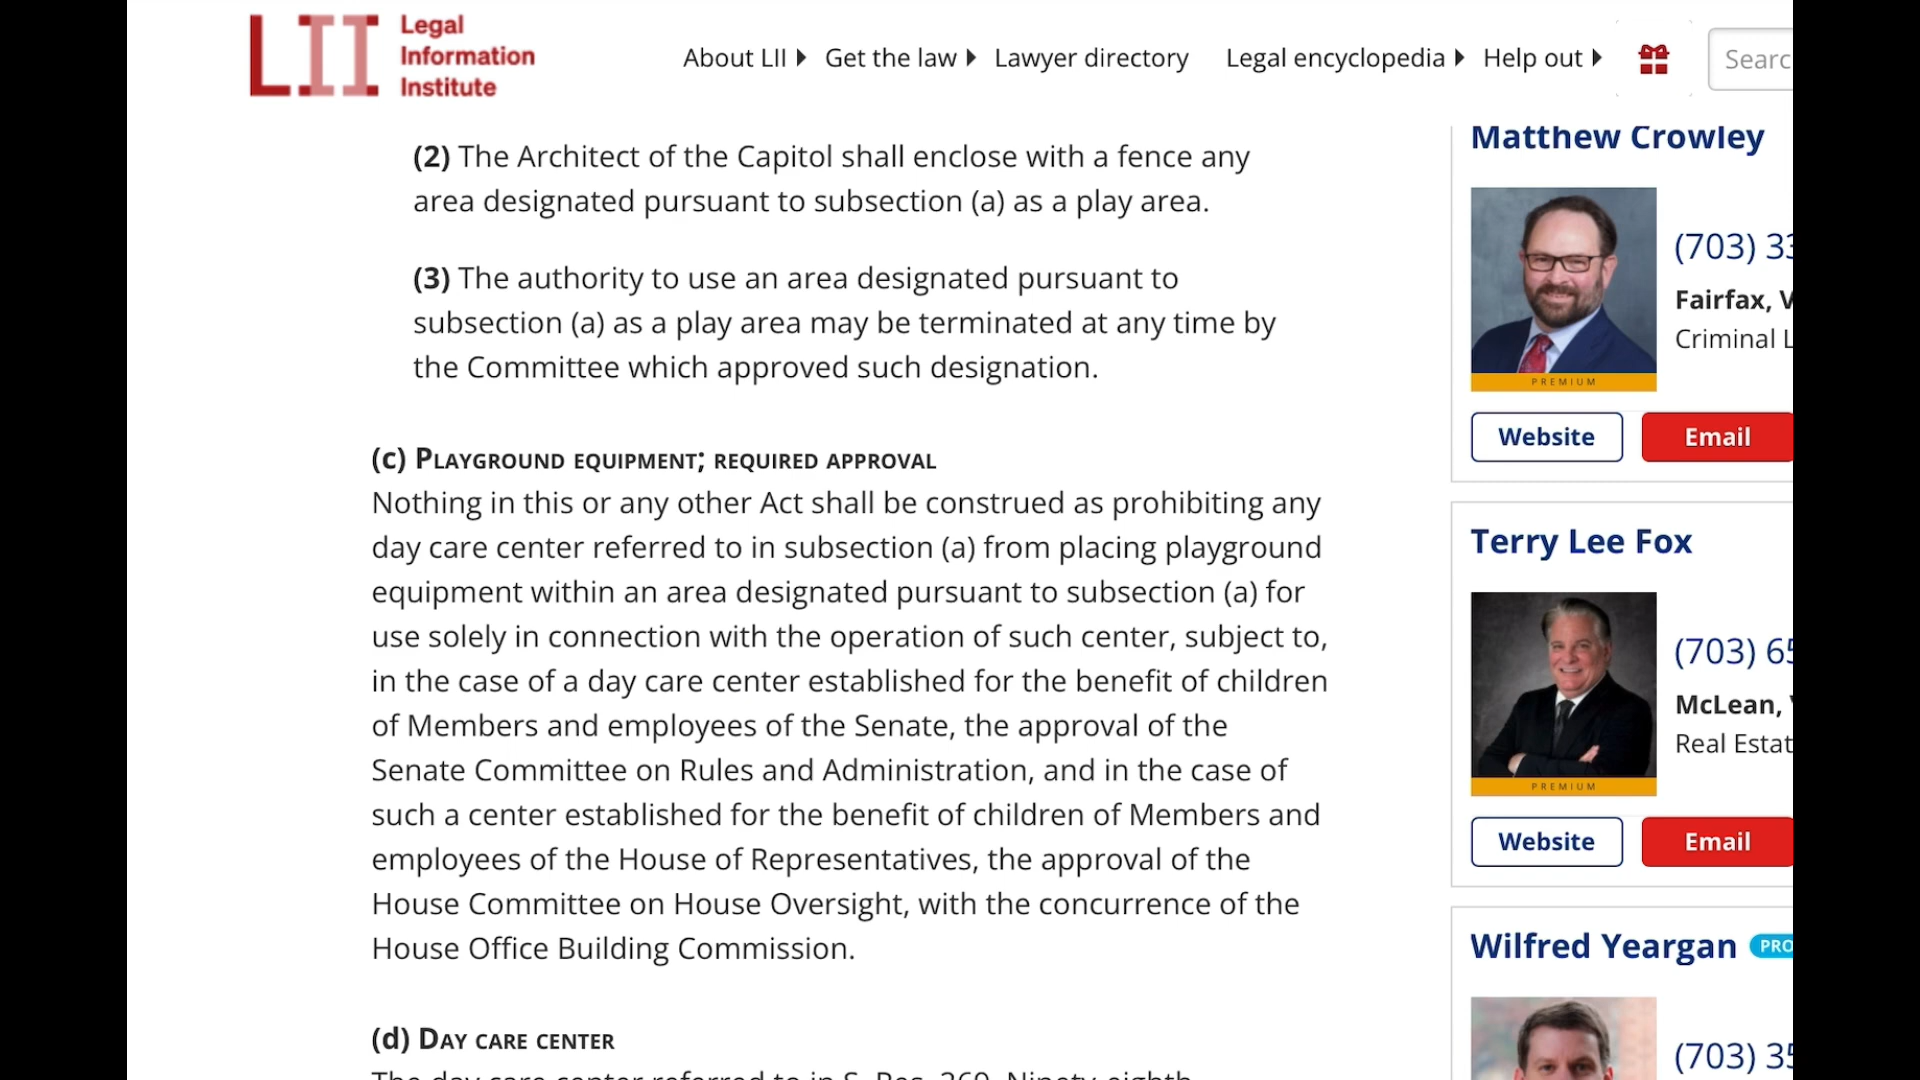 Legal
Information
Institute
About LII
Get the law
Lawyer directory
Legal encyclopedia
Help out
(2) The Architect of the Capitol shall enclose with a fence any
area designated pursuant to subsection (a) as a play area.
(3) The authority to use an area designated pursuant to
subsection (a) as a play area may be terminated at any time by
the Committee which approved such designation.
(c) Playground equipment; required approval
Nothing in this or any other Act shall be construed as prohibiting any
day care center referred to in subsection (a) from placing playground
equipment within an area designated pursuant to subsection (a) for
use solely in connection with the operation of such center, subject to,
in the case of a day care center established for the benefit of children
of Members and employees of the Senate, the approval of the
Senate Committee on Rules and Administration, and in the case of
such a center established for the benefit of children of Members and
employees of the House of Representatives, the approval of the
House Committee on House Oversight, with the concurrence of the
House Office Building Commission.
(d) Day care center
Matthew Crowley
(703)
Fairfax,
Criminal
PREMIUM
Website
Email
Terry Lee Fox
(703)
McLean,
Real
PREMIUM
Website
Email
Wilfred Yeargan
(703)